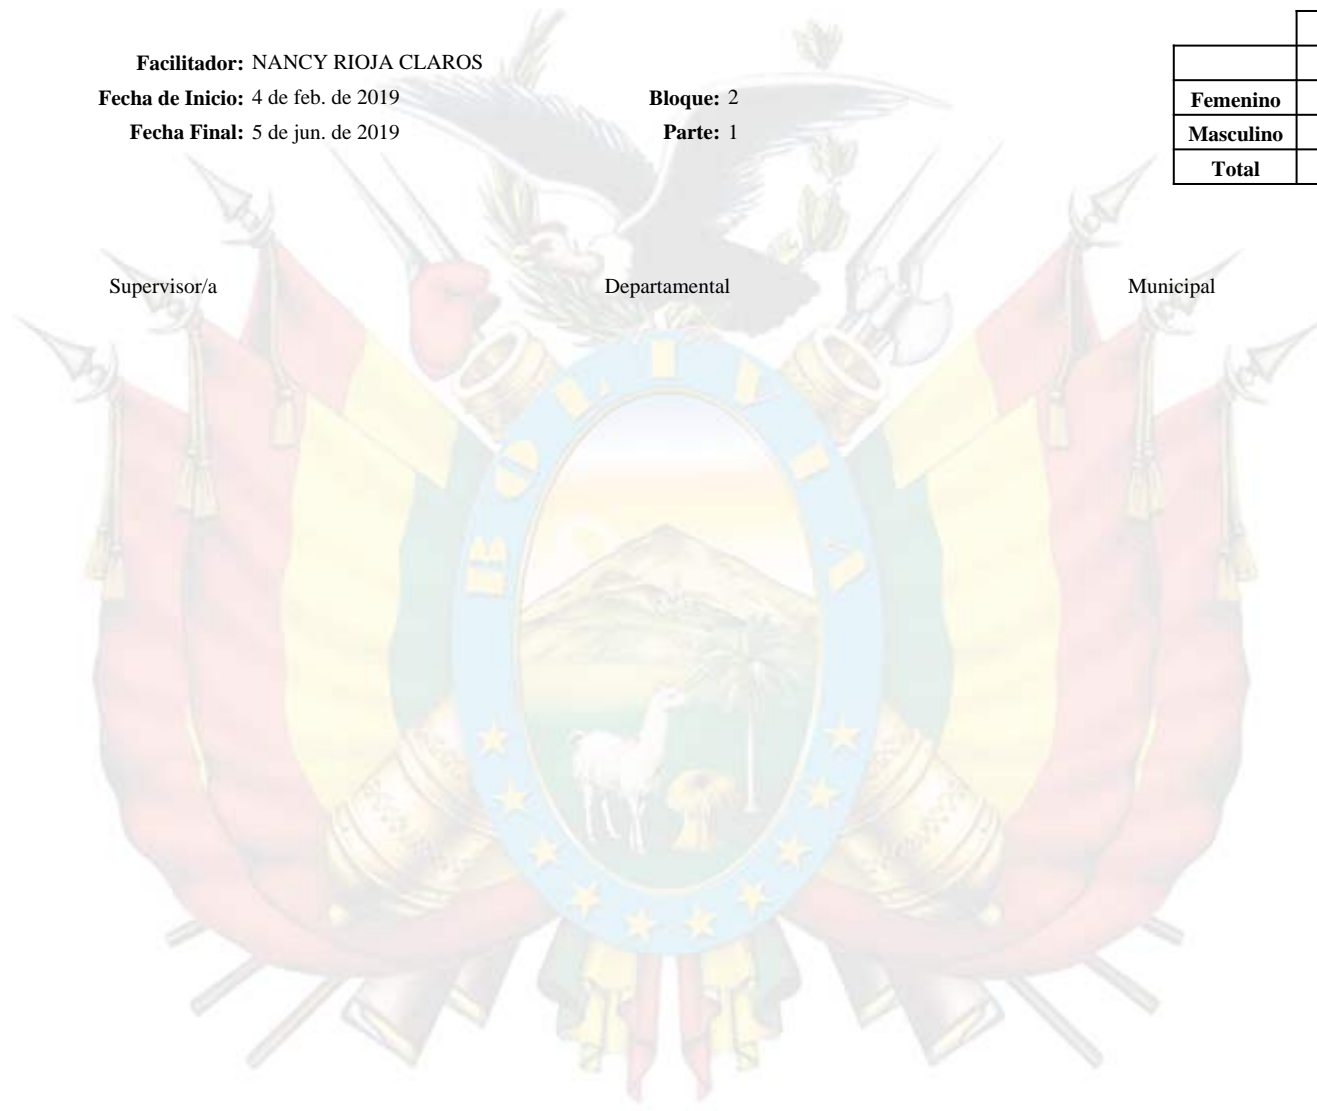 Facilitador: NANCY RIOJA CLAROS
Fecha de Inicio: 4 de feb. de 2019 Bloque: 2
Fecha Final: 5 de jun. de 2019 Parte: 1
Femenino
Masculino
Total
Supervisor/a Departamental Municipal
BOLIVIA